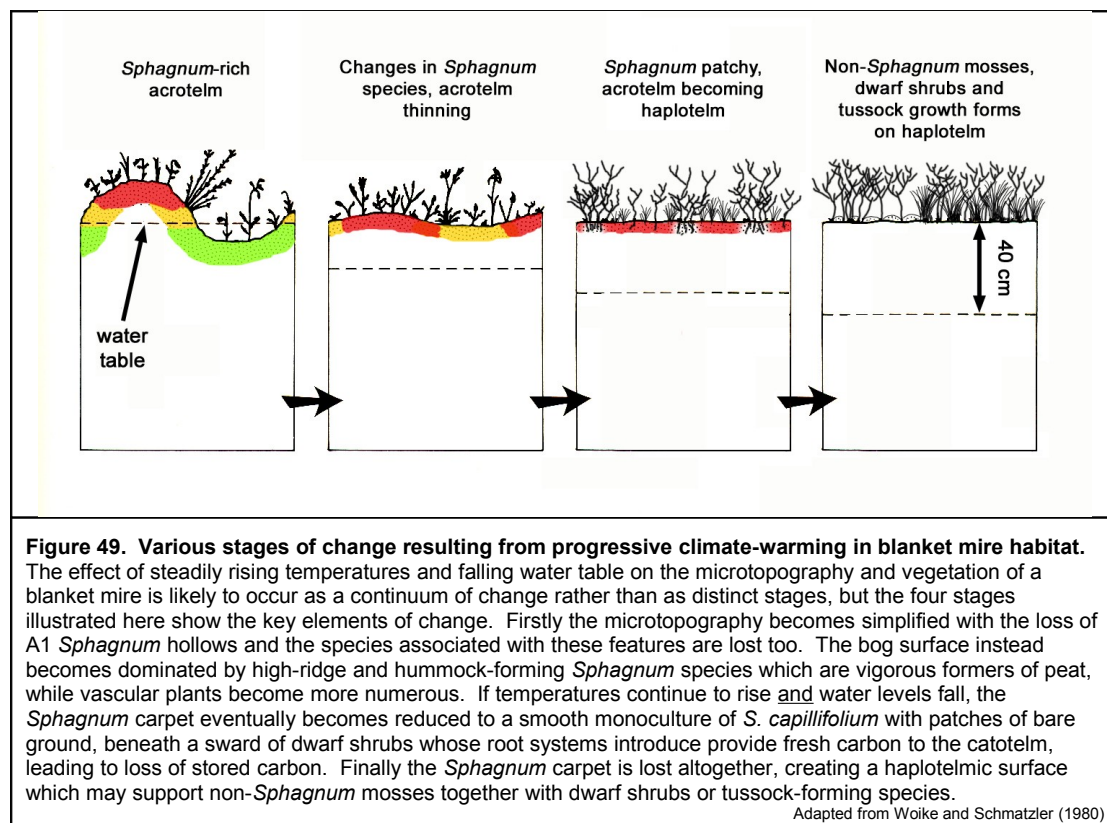 Sphagnum-rich
acrotelm
Changes in Sphagnum
species, acrotelm
thinning
Sphagnum patchy,
acrotelm becoming
haplotelm
Non-Sphagnum mosses,
dwarf shrubs and
tussock growth forms
on haplotelm
water
table
40 cm
Figure 49. Various stages of change resulting from progressive climate-warming in blanket mire habitat.
The effect of steadily rising temperatures and falling water table on the microtopography and vegetation of a
blanket mire is likely to occur as a continuum of change rather than as distinct stages, but the four stages
illustrated here show the key elements of change. Firstly the microtopography becomes simplified with the loss of
A1 Sphagnum hollows and the species associated with these features are lost too. The bog surface instead
becomes dominated by high-ridge and hummock-forming Sphagnum species which are vigorous formers of peat,
while vascular plants become more numerous. If temperatures continue to rise and water levels fall, the
Sphagnum carpet eventually becomes reduced to a smooth monoculture of S. capillifolium with patches of bare
ground, beneath a sward of dwarf shrubs whose root systems introduce provide fresh carbon to the catotelm,
leading to loss of stored carbon. Finally the Sphagnum carpet is lost altogether, creating a haplotelmic surface
which may support non-Sphagnum mosses together with dwarf shrubs or tussock-forming species.
Adapted from Woike and Schmatzler (1980)